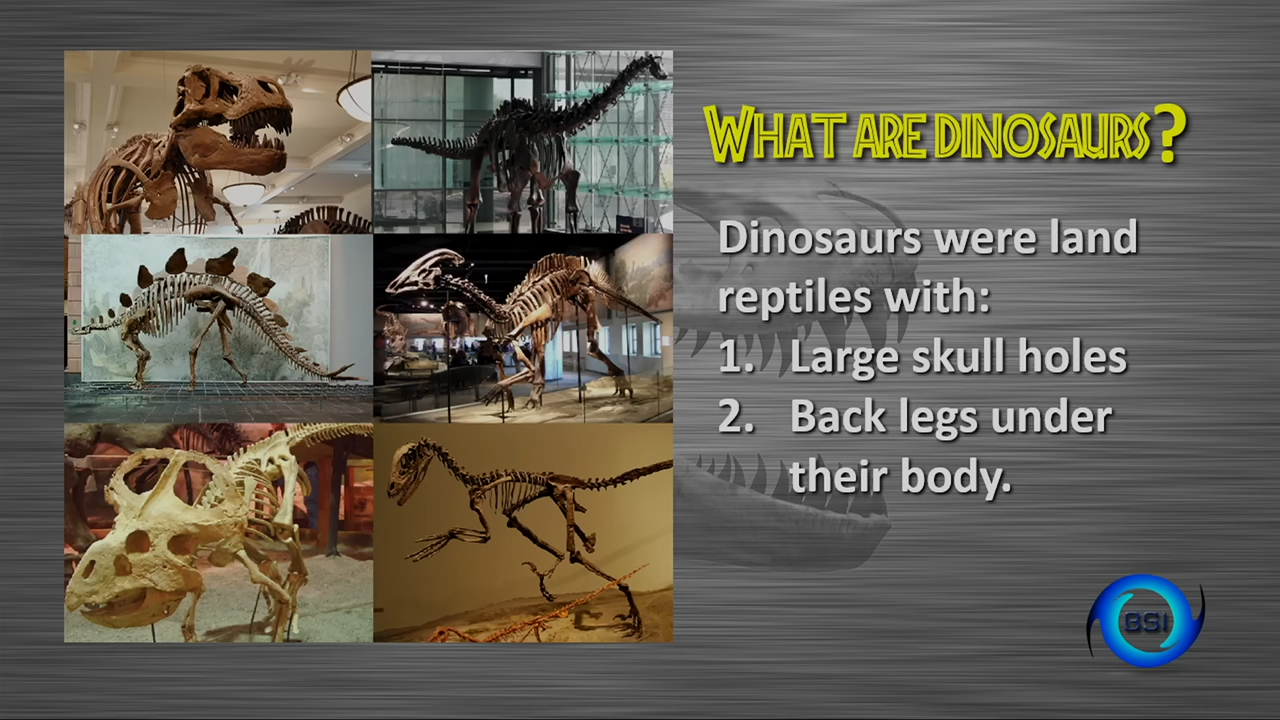 WHAT ARE DINOSAURS?
Dinosaurs were land
reptiles with:
1. Large skull holes
2. Back legs under
their body.
BSI